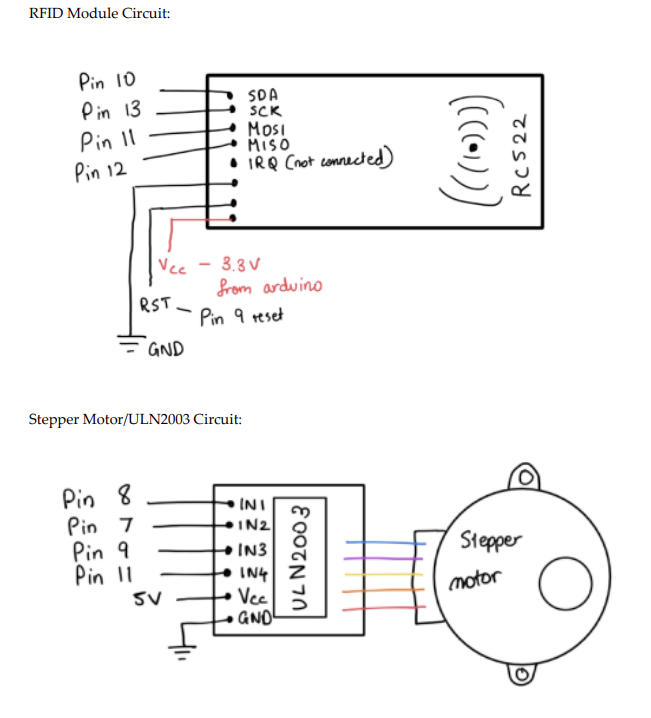 RFID Module Circuit:
Pin 10
Pin 13
Pin 11
Pin 12
SDA
SCK
MOSI
MISO
IRQ (not connected)
RC522
Vcc - 3.3V
from arduino
RST - Pin 9 reset
GND
Stepper Motor/ULN2003 Circuit:
Pin 8
Pin 7
Pin 9
Pin 11
5V
IN1
IN2
IN3
IN4
Vcc
GND
ULN2003
Stepper
motor